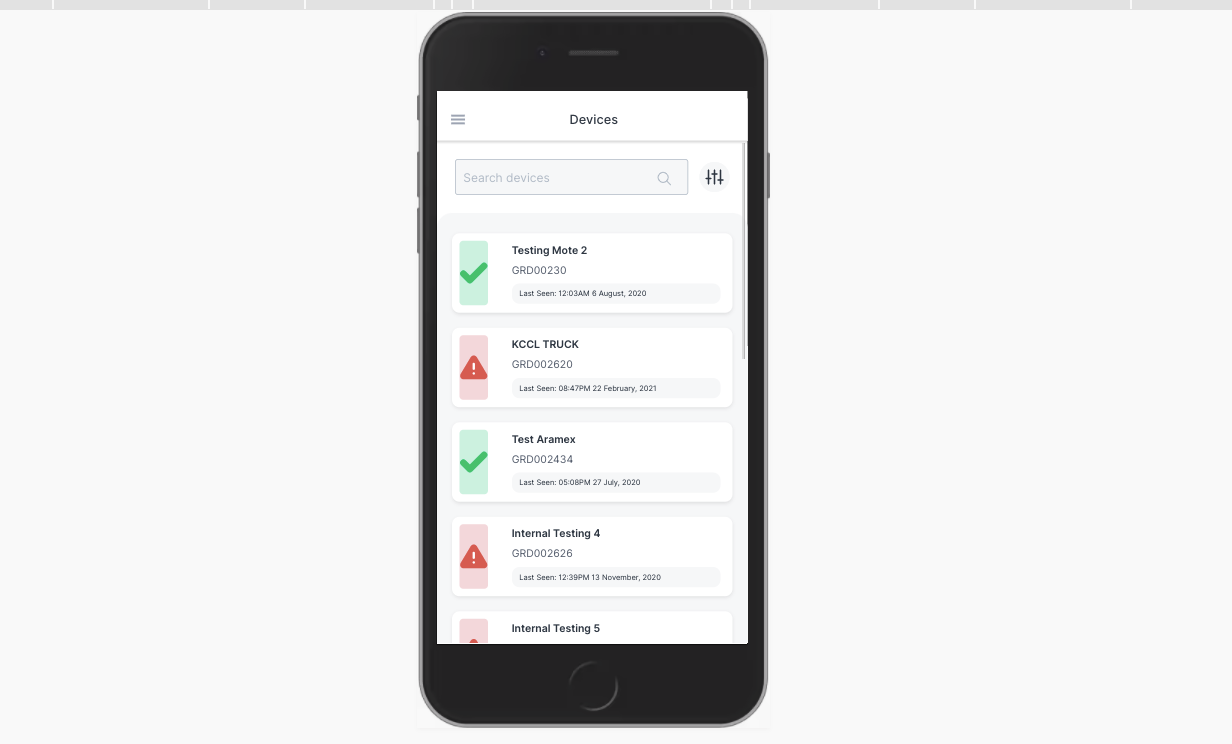 Devices
Search devices
Testing Mote 2
GRD00230
Last Seen: 12:03AM 6 August, 2020
KCCL TRUCK
GRD002620
Last Seen: 08:47PM 22 February, 2021
Test Aramex
GRD002434
Last Seen: 05:08PM 27 July, 2020
Internal Testing 4
GRD002626
Last Seen: 12:39PM 13 November, 2020
Internal Testing 5